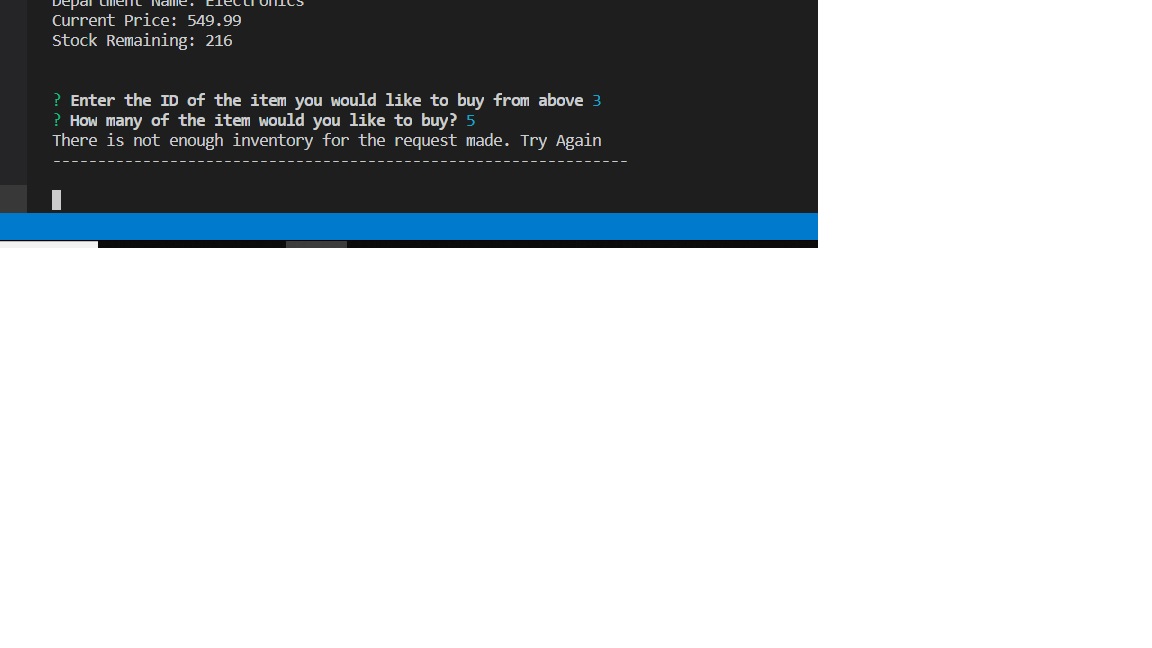 Department Name: Electronics
Current Price: 549.99
Stock Remaining: 216
? Enter the ID of the item you would like to buy from above 3
? How many of the item would you like to buy? 5
There is not enough inventory for the request made. Try Again
----------------------------------------------------------------